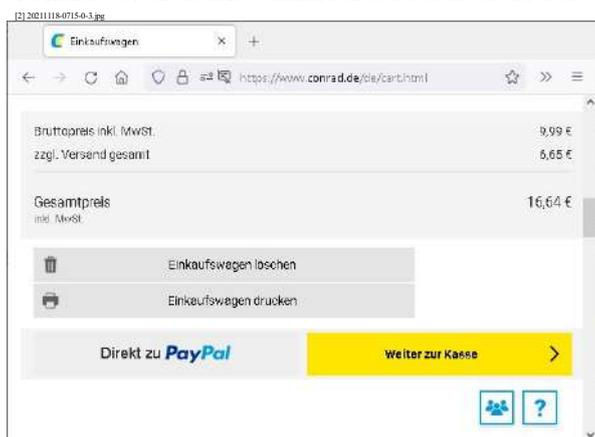 [2] 20211118-0715-0-3.jpg
Einkaufswagen
https://www.conrad.de/de/cart.html
Bruttopreis inkl. MwSt. 9,99 €
zzgl. Versand gesamt 6,65 €
Gesamtpreis 16,64 €
inkl. MwSt.
Einkaufswagen löschen
Einkaufswagen drucken
Direkt zu PayPal Weiter zur Kasse
?